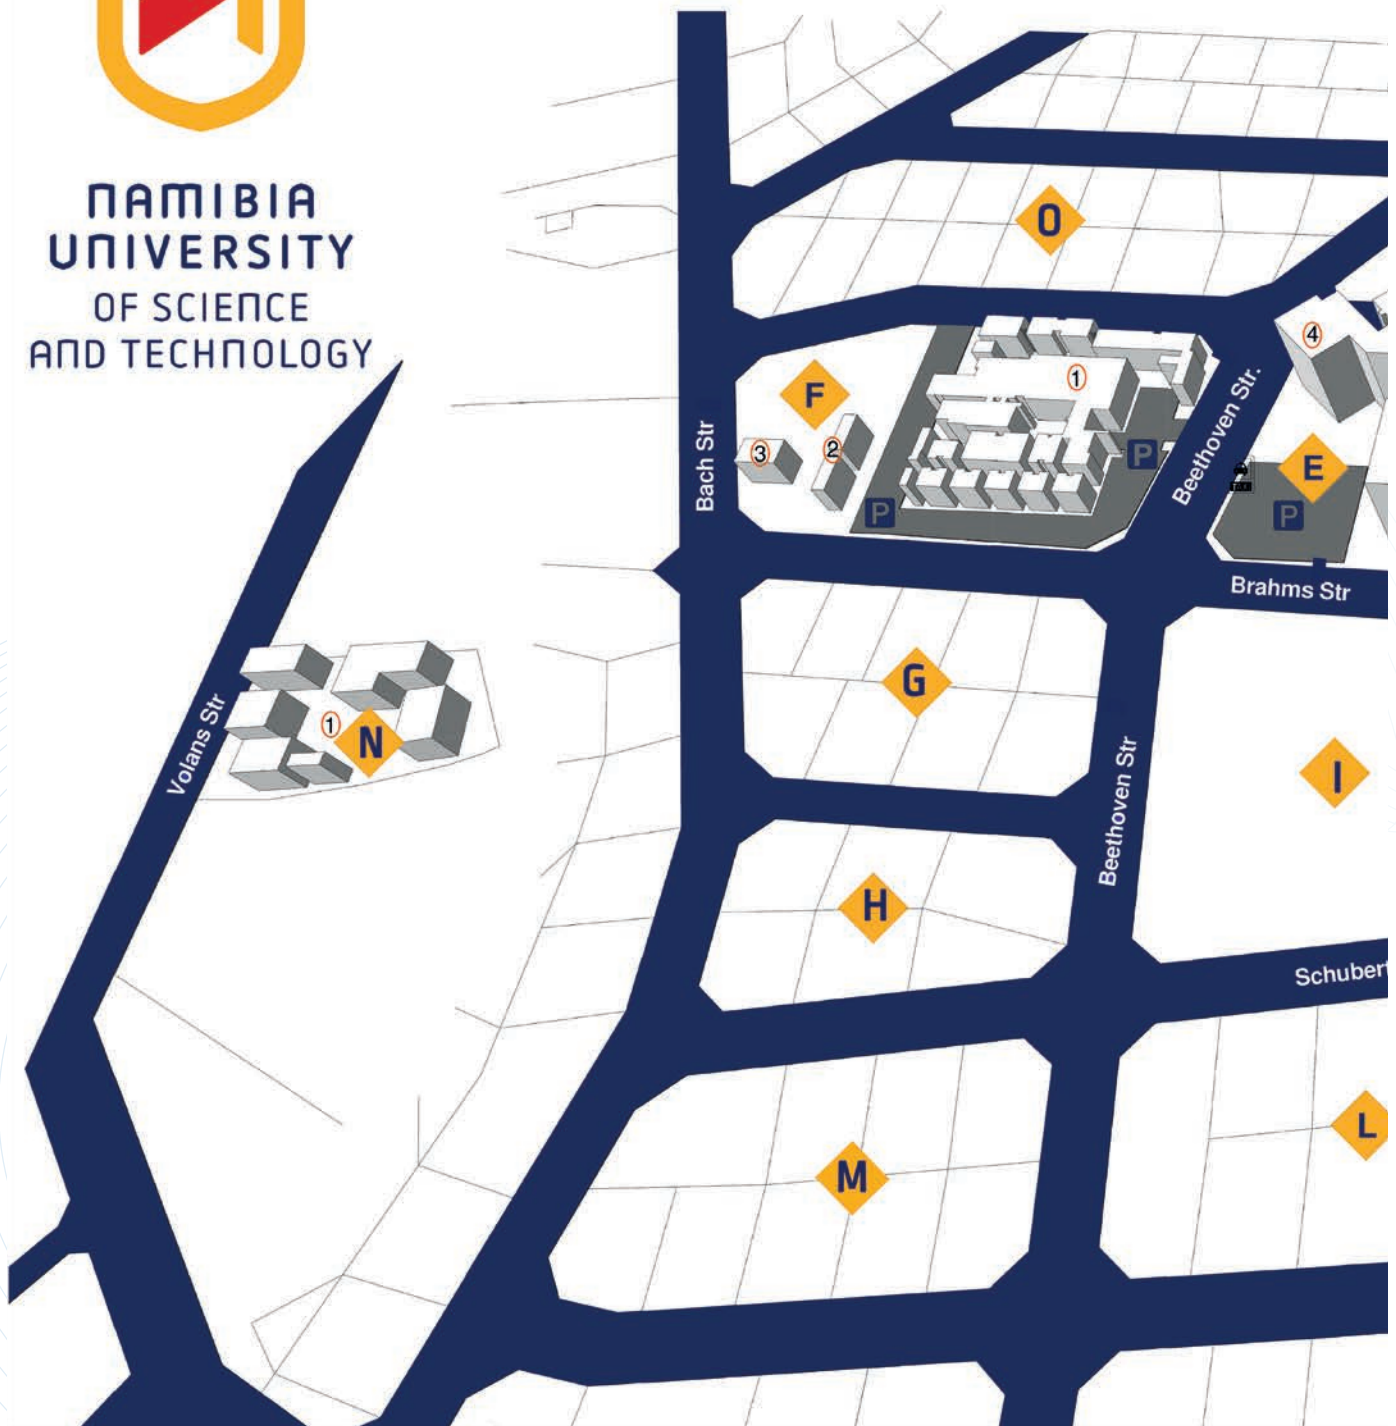 NAMIBIA
UNIVERSITY
OF SCIENCE
AND TECHNOLOGY
O
4
1
F
Beethoven Str.
3
2
Bach Str
P
E
P
P
Brahms Str
G
Volans Str
1
N
I
Beethoven Str
H
Schubert
L
M